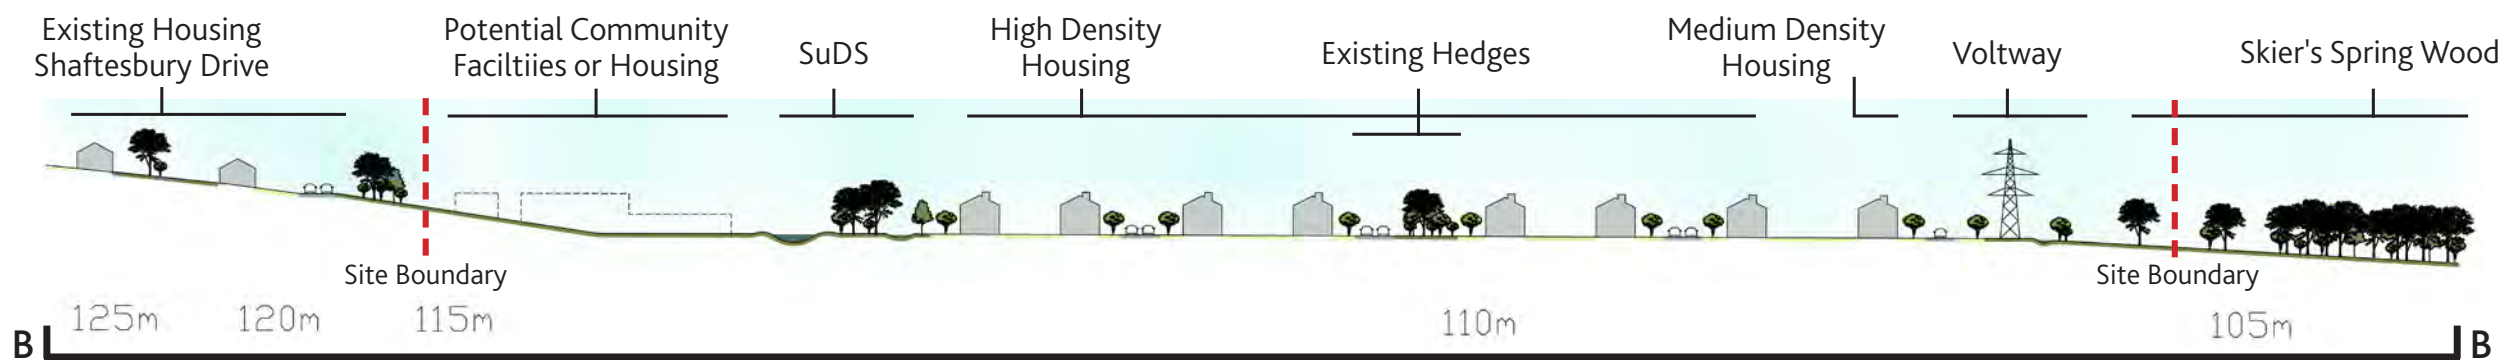 Existing Housing
Shaftesbury Drive
Potential Community
Faciltiies or Housing
SuDS
High Density
Housing
Existing Hedges
Medium Density
Housing
Voltway
Skier's Spring Wood
Site Boundary
Site Boundary
125m
120m
115m
110m
105m
B
B